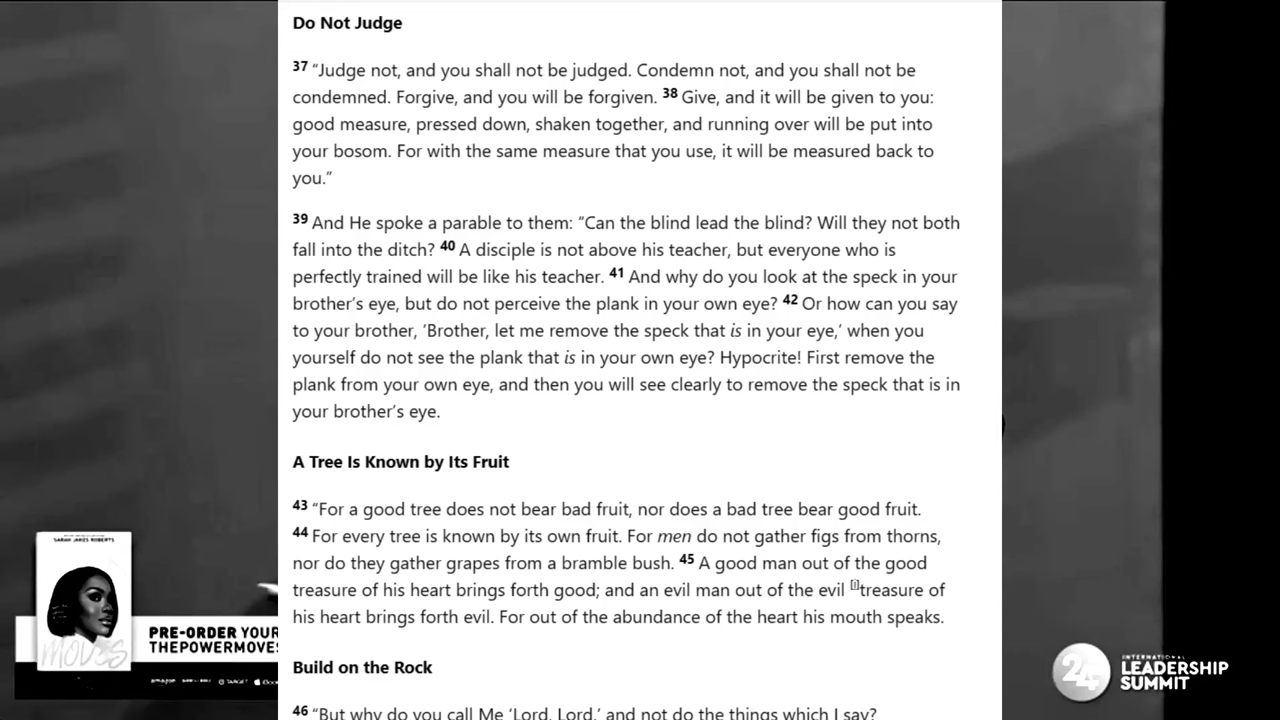 Do Not Judge
37 “Judge not, and you shall not be judged. Condemn not, and you shall not be
condemned. Forgive, and you will be forgiven. 38 Give, and it will be given to you:
good measure, pressed down, shaken together, and running over will be put into
your bosom. For with the same measure that you use, it will be measured back to
you.”
39 And He spoke a parable to them: “Can the blind lead the blind? Will they not both
fall into the ditch? 40 A disciple is not above his teacher, but everyone who is
perfectly trained will be like his teacher. 41 And why do you look at the speck in your
brother’s eye, but do not perceive the plank in your own eye? 42 Or how can you say
to your brother, ‘Brother, let me remove the speck that is in your eye,’ when you
yourself do not see the plank that is in your own eye? Hypocrite! First remove the
plank from your own eye, and then you will see clearly to remove the speck that is in
your brother’s eye.
A Tree Is Known by Its Fruit
43 “For a good tree does not bear bad fruit, nor does a bad tree bear good fruit.
44 For every tree is known by its own fruit. For men do not gather figs from thorns,
nor do they gather grapes from a bramble bush. 45 A good man out of the good
treasure of his heart brings forth good; and an evil man out of the evil [i]treasure of
his heart brings forth evil. For out of the abundance of the heart his mouth speaks.
Build on the Rock
46 “But why do you call Me ‘Lord, Lord,’ and not do the things which I say?
SARAH JAKES ROBERTS
MOVES
PRE-ORDER YOUR
THEPOWERMOVES
amazon
TARGET
24
INTERNATIONAL
LEADERSHIP
SUMMIT